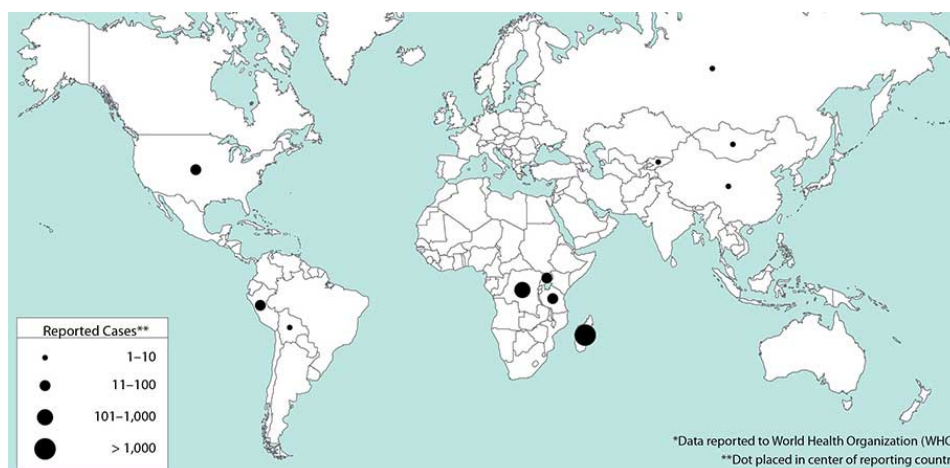 Reported Cases**
1–10
11–100
101–1,000
> 1,000
*Data reported to World Health Organization (WHO
**Dot placed in center of reporting countr